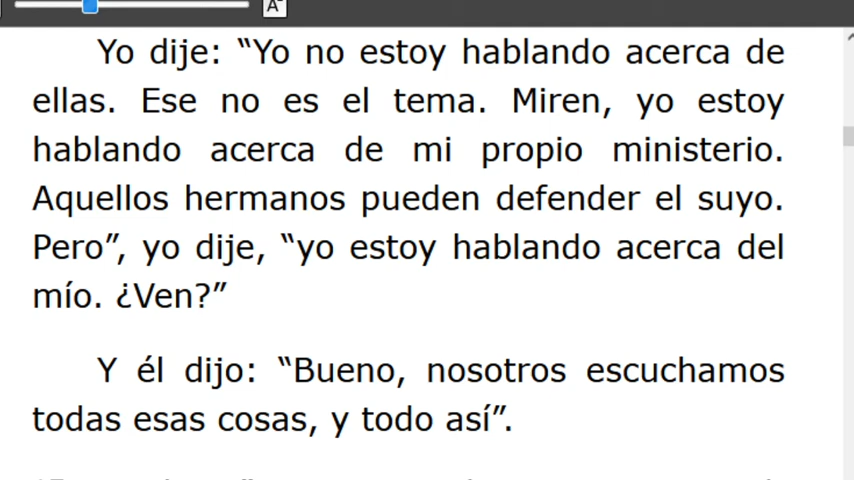 A
Yo dije: “Yo no estoy hablando acerca de
ellas. Ese no es el tema. Miren, yo estoy
hablando acerca de mi propio ministerio.
Aquellos hermanos pueden defender el suyo.
Pero”, yo dije, “yo estoy hablando acerca del
mío. ¿Ven?”
Y él dijo: “Bueno, nosotros escuchamos
todas esas cosas, y todo así”.